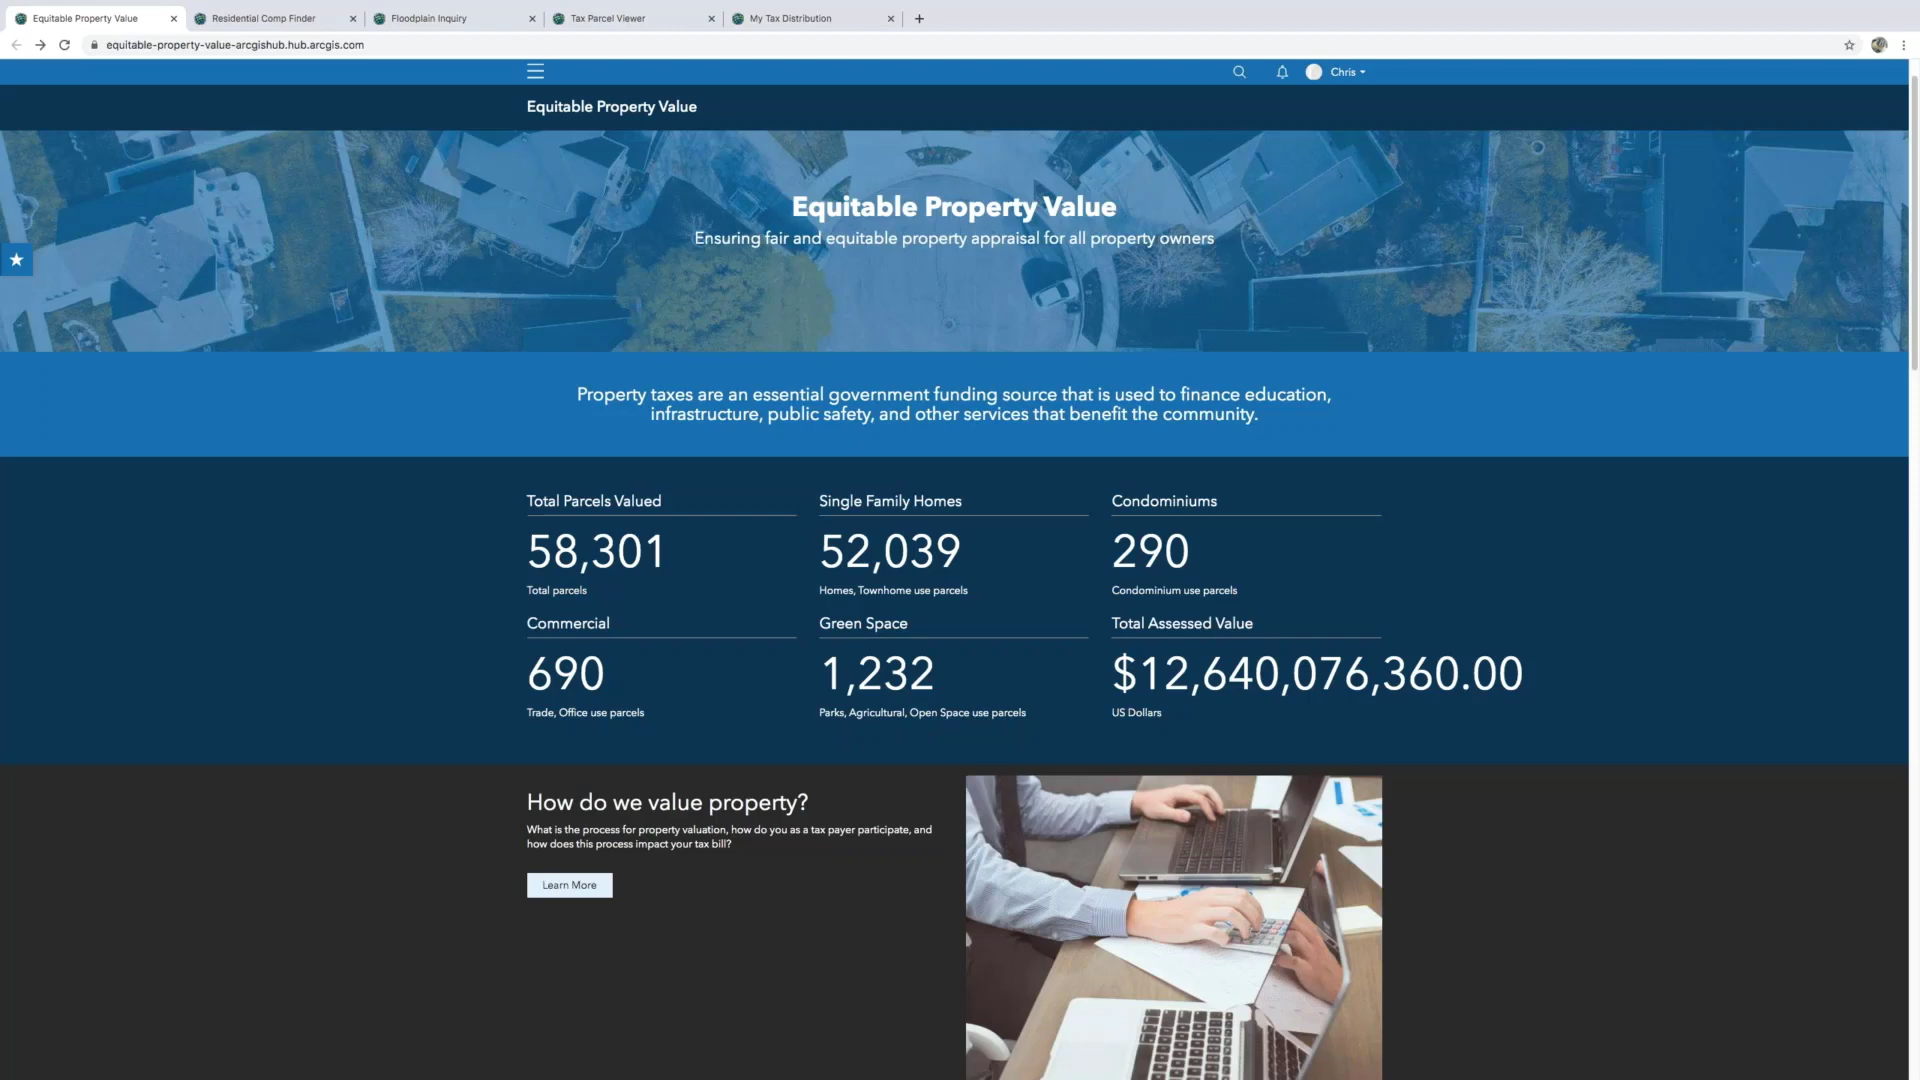 Equitable Property Value
Residential Comp Finder
Floodplain Inquiry
Tax Parcel Viewer
My Tax Distribution
equitable-property-value-arcgishub.hub.arcgis.com
Chris
Equitable Property Value
Equitable Property Value
Ensuring fair and equitable property appraisal for all property owners
Property taxes are an essential government funding source that is used to finance education,
infrastructure, public safety, and other services that benefit the community.
Total Parcels Valued
58,301
Total parcels
Single Family Homes
52,039
Homes, Townhome use parcels
Condominiums
290
Condominium use parcels
Commercial
690
Trade, Office use parcels
Green Space
1,232
Parks, Agricultural, Open Space use parcels
Total Assessed Value
$12,640,076,360.00
US Dollars
How do we value property?
What is the process for property valuation, how do you as a tax payer participate, and
how does this process impact your tax bill?
Learn More